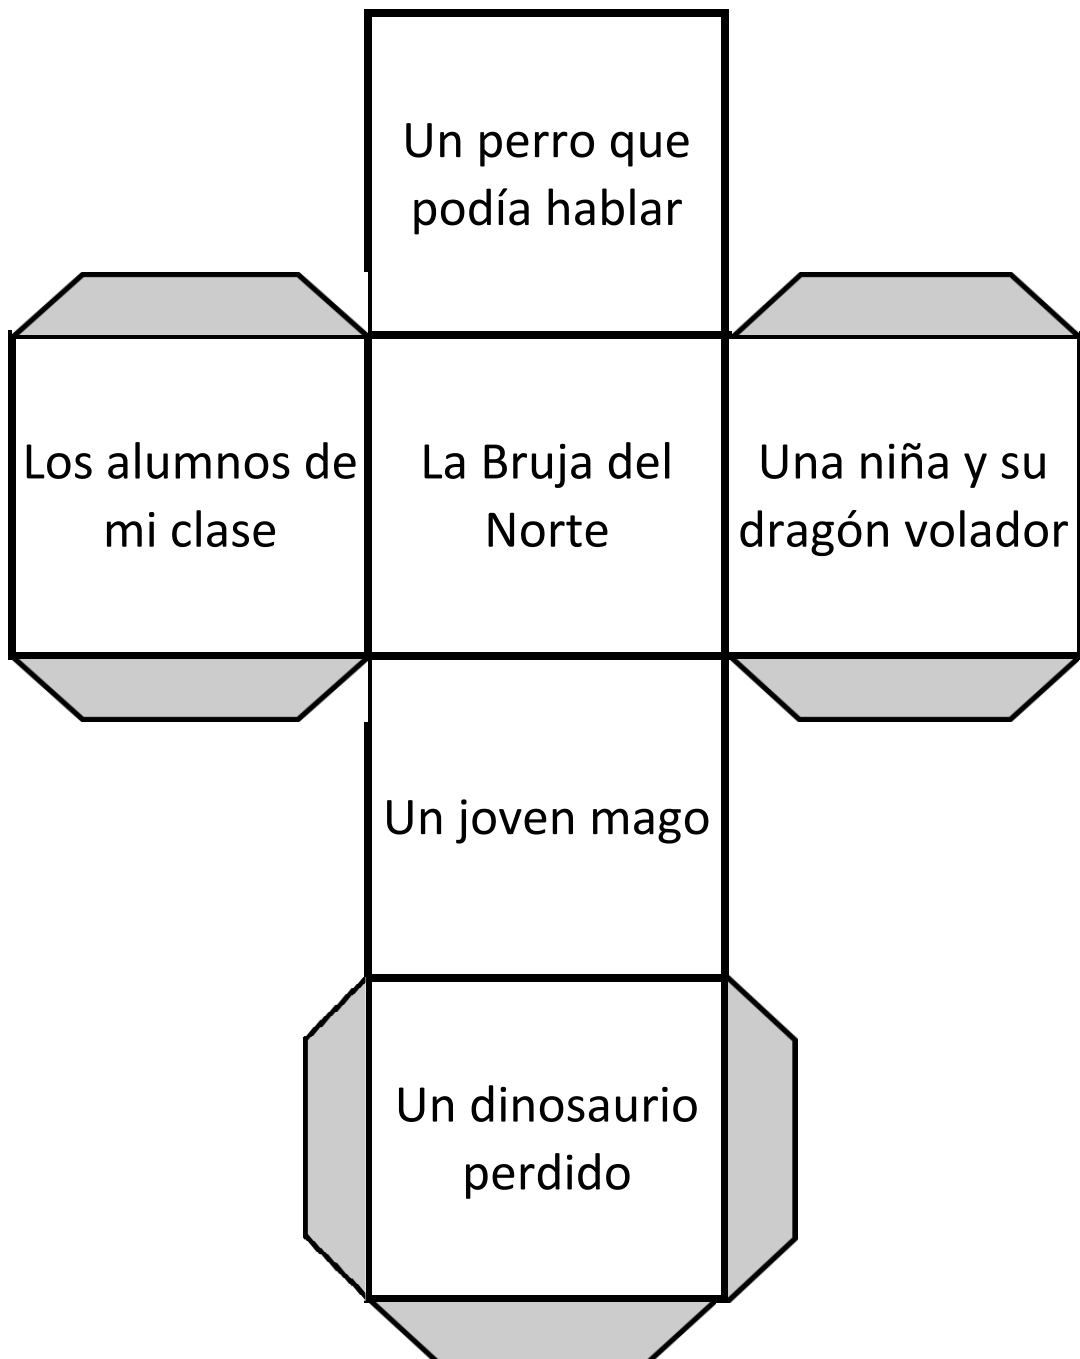 Un perro que
podía hablar
Los alumnos de
mi clase
La Bruja del
Norte
Una niña y su
dragón volador
Un joven mago
Un dinosaurio
perdido